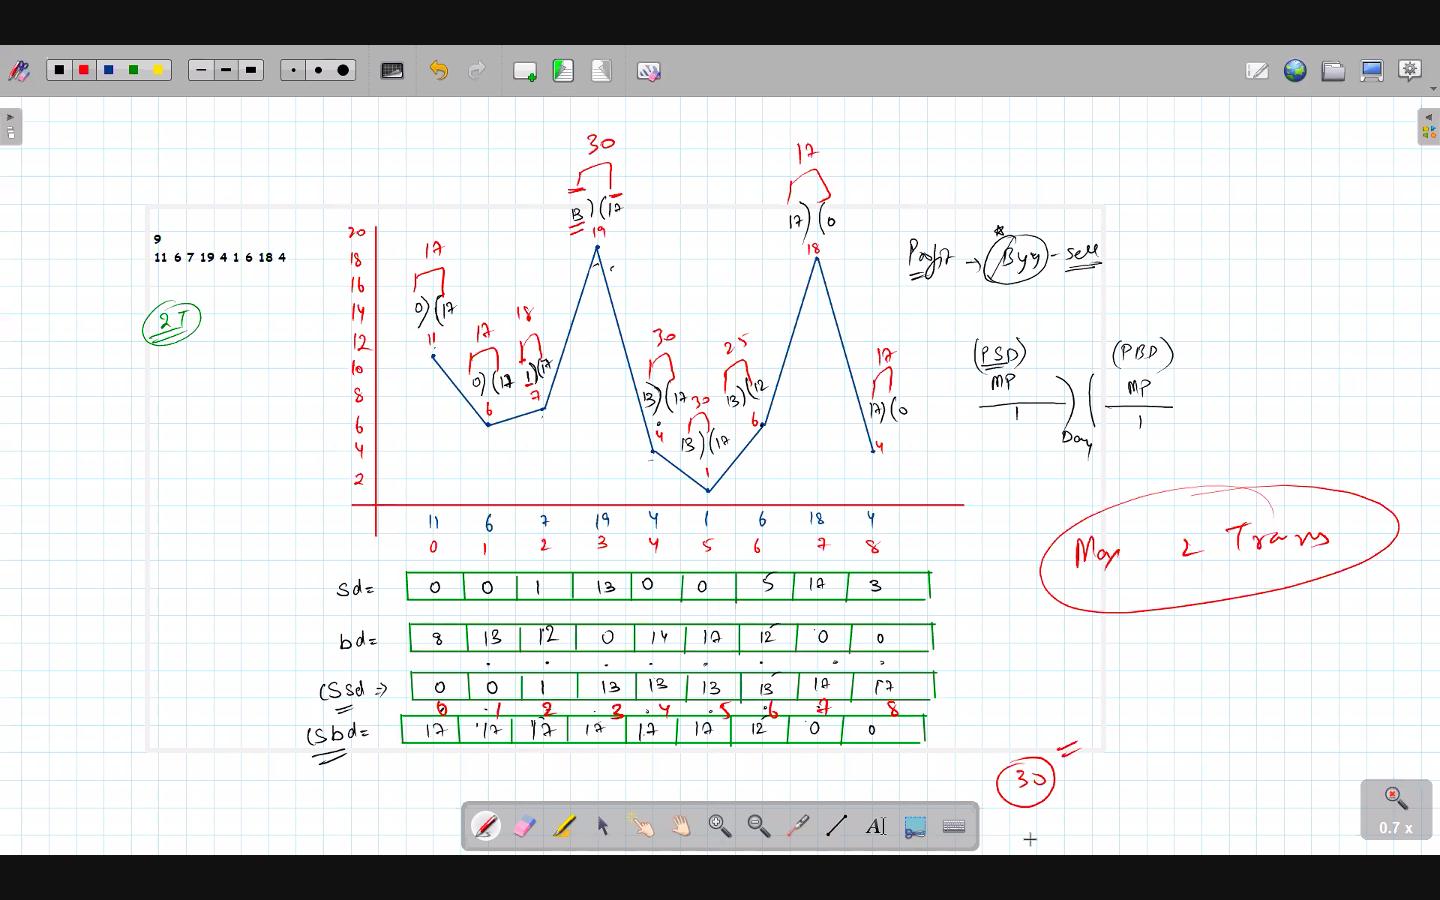 9
11 6 7 19 4 1 6 18 4
2 T
30
13)(17
19
17
17)(0
18
17
0)(17
11
17
0)(17
6
18
1)(17
7
30
13)(17
4
30
13)(17
1
25
13)(12
6
17
17)(0
4
20
18
16
14
12
10
8
6
4
2
Profit → Byy - sell
(PSD) (PBD)
MP ) ( MP
1 Day 1
11 6 7 19 4 1 6 18 4
0 1 2 3 4 5 6 7 8
Max 2 Trans
Sd= 0 0 1 13 0 0 5 17 3
bd= 8 13 12 0 14 17 12 0 0
(SSd => 0 0 1 13 13 13 13 17 17
0 1 2 3 4 5 6 7 8
(Sbd= 17 17 17 17 17 17 12 0 0
30 =
AI
0.7 x